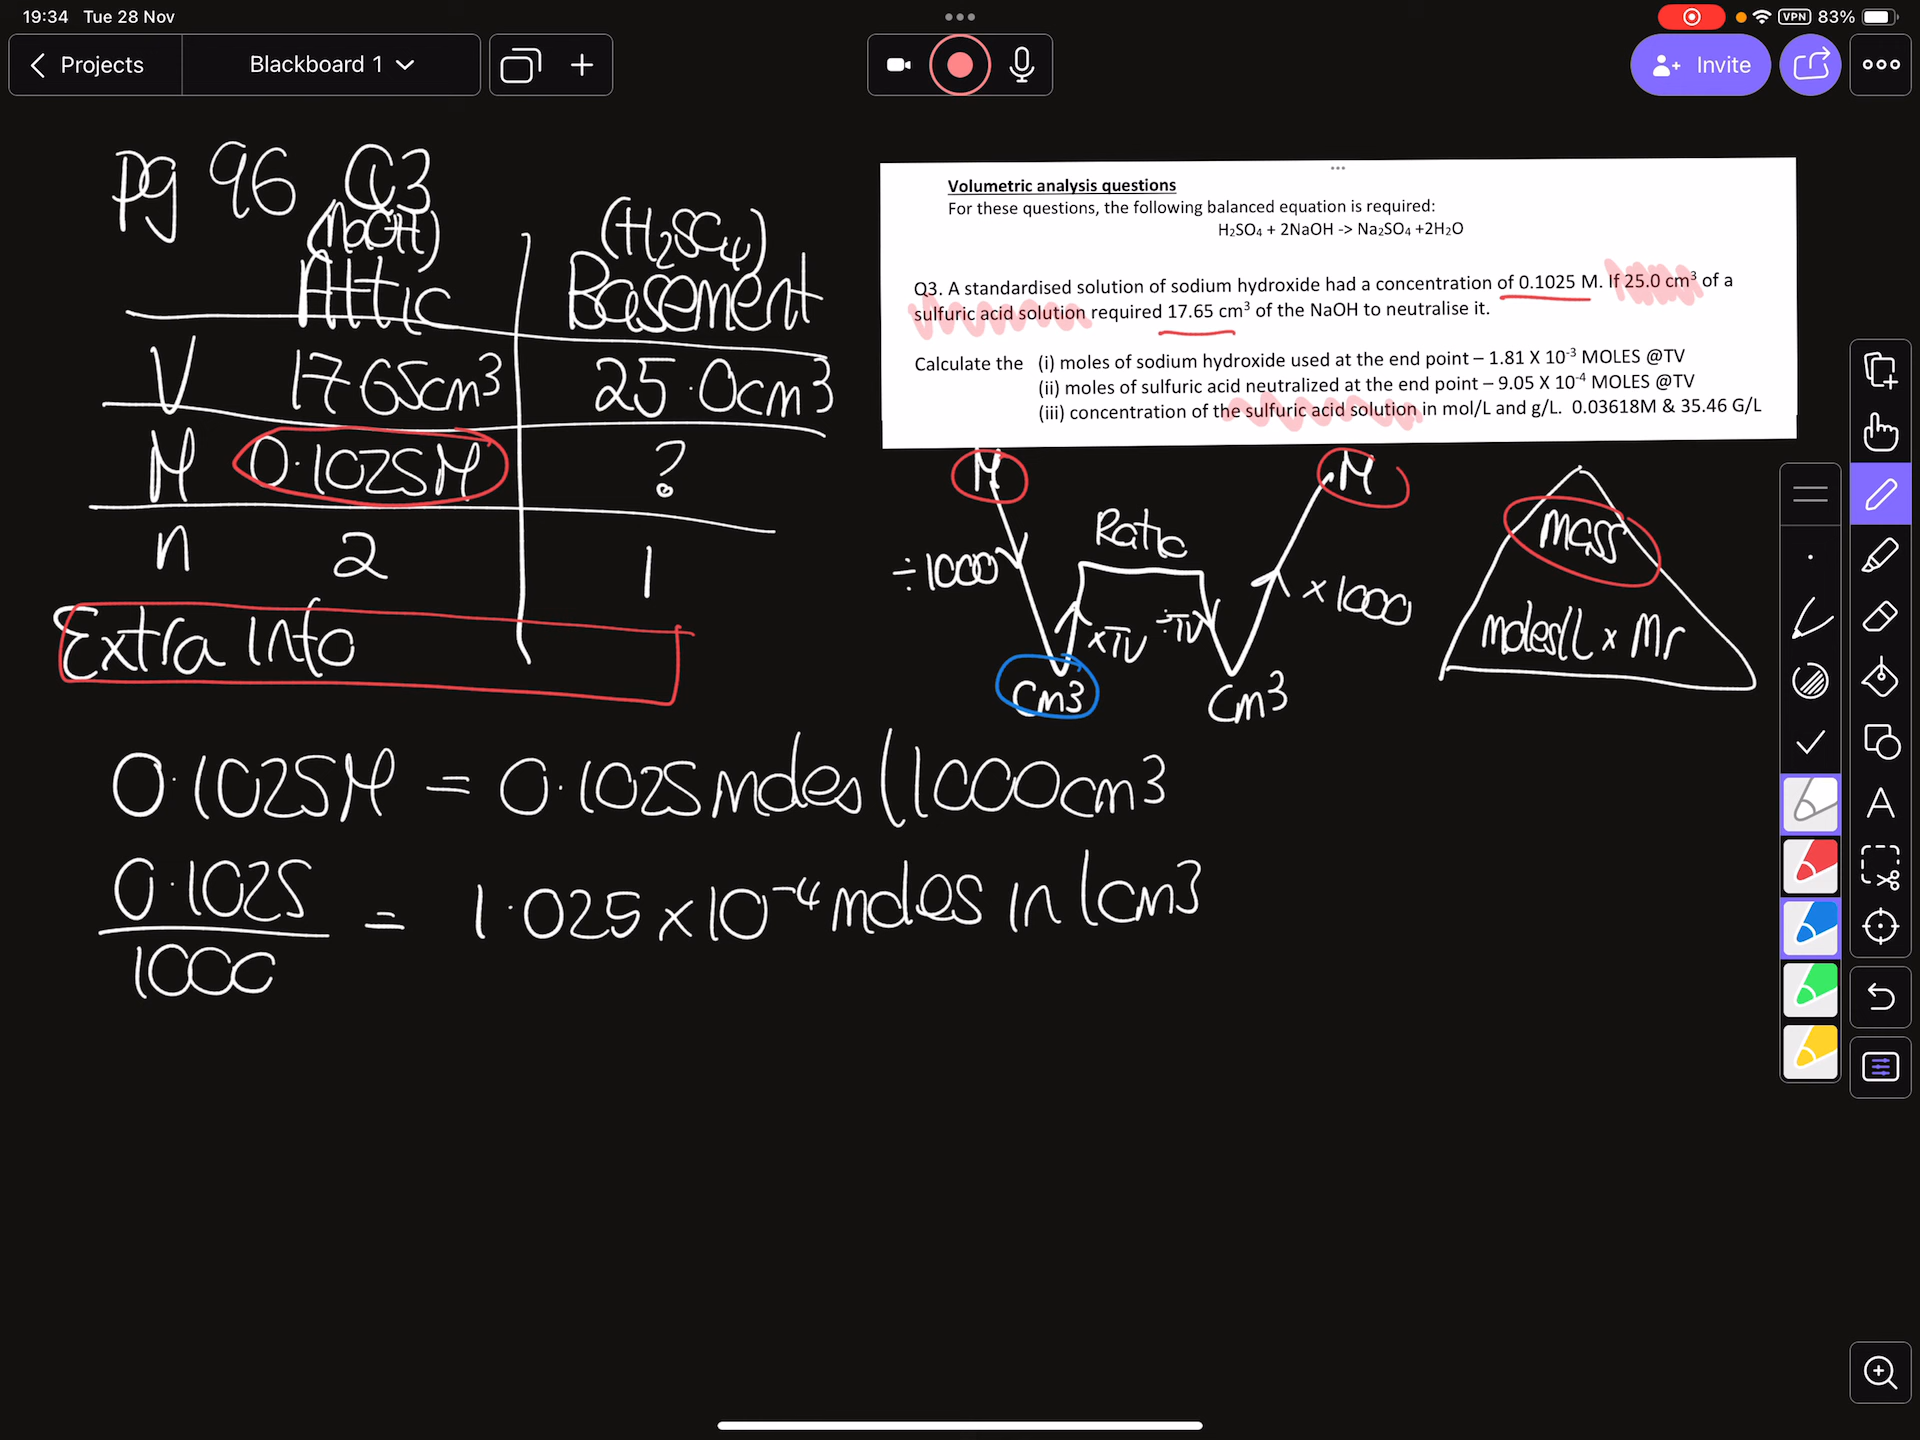 19:34 Tue 28 Nov
VPN 83%
Projects
Blackboard 1
Invite
pg 96 Q3
(NaOH) (H2SO4)
Attic Basement
V 17.65cm3 25.0cm3
M 0.1025M ?
n 2 1
Extra Info
Volumetric analysis questions
For these questions, the following balanced equation is required:
H₂SO₄ + 2NaOH -> Na₂SO₄ +2H₂O
Q3. A standardised solution of sodium hydroxide had a concentration of 0.1025 M. If 25.0 cm³ of a
sulfuric acid solution required 17.65 cm³ of the NaOH to neutralise it.
Calculate the (i) moles of sodium hydroxide used at the end point – 1.81 X 10⁻³ MOLES @TV
(ii) moles of sulfuric acid neutralized at the end point – 9.05 X 10⁻⁴ MOLES @TV
(iii) concentration of the sulfuric acid solution in mol/L and g/L. 0.03618M & 35.46 G/L
M M
Ratio
÷1000 xTV ÷TV x1000
cm3 cm3
mass
moles/L x Mr
0.1025M = 0.1025moles/1000cm3
0.1025
1000
= 1.025 x 10⁻⁴ moles in 1cm3
A